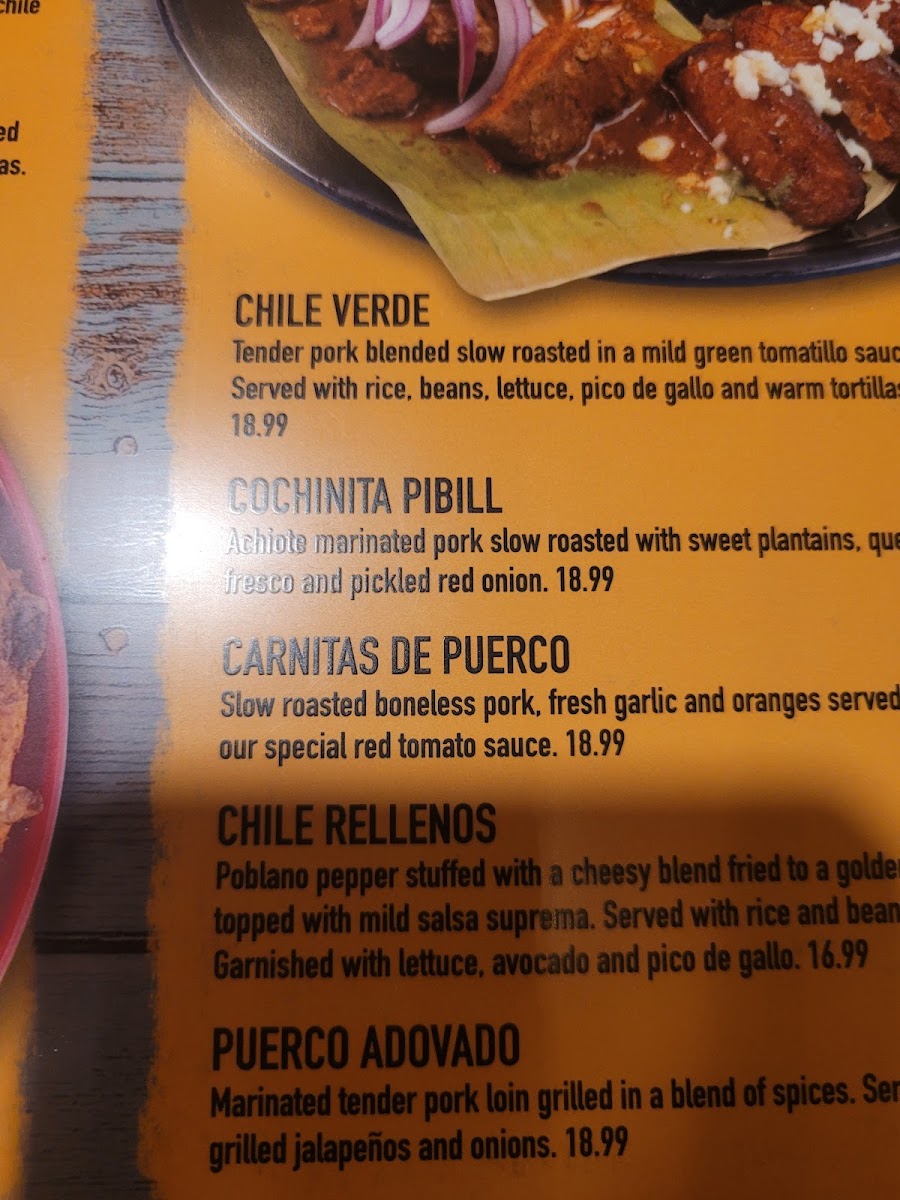 chile
ed
as.
CHILE VERDE
Tender pork blended slow roasted in a mild green tomatillo sauc
Served with rice, beans, lettuce, pico de gallo and warm tortillas
18.99
COCHINITA PIBILL
Achiote marinated pork slow roasted with sweet plantains, que
fresco and pickled red onion. 18.99
CARNITAS DE PUERCO
Slow roasted boneless pork, fresh garlic and oranges served
our special red tomato sauce. 18.99
CHILE RELLENOS
Poblano pepper stuffed with a cheesy blend fried to a golde
topped with mild salsa suprema. Served with rice and bean
Garnished with lettuce, avocado and pico de gallo. 16.99
PUERCO ADOVADO
Marinated tender pork loin grilled in a blend of spices. Ser
grilled jalapeños and onions. 18.99